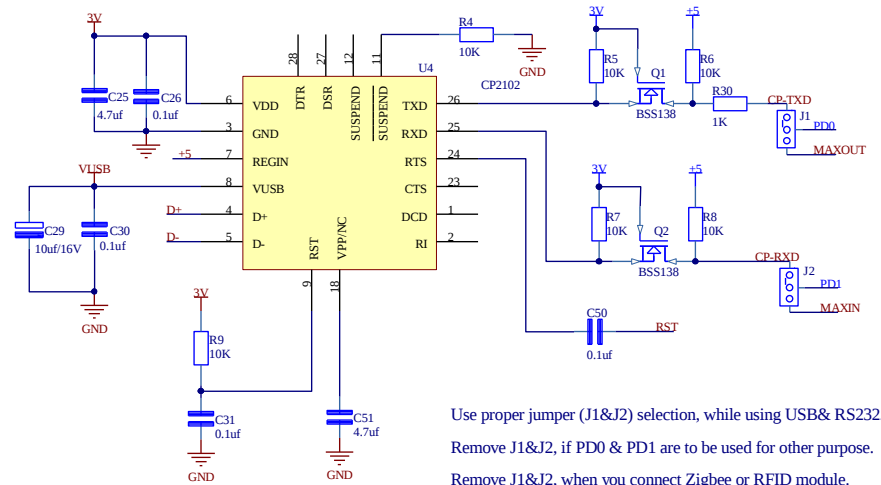 3V
R4
10K
GND
28
27
12
11
DTR
DSR
SUSPEND
SUSPEND
U4
CP2102
C25
4.7uf
C26
0.1uf
GND
6
VDD
3
GND
+5
7
REGIN
VUSB
8
VUSB
D+
4
D+
D-
5
D-
TXD
26
RXD
25
RTS
24
CTS
23
DCD
1
RI
2
RST
9
VPP/NC
18
C29
10uf/16V
C30
0.1uf
GND
3V
R9
10K
C31
0.1uf
GND
C51
4.7uf
GND
3V
+5
R5
10K
Q1
BSS138
R6
10K
R30
1K
CP-TXD
J1
PD0
MAXOUT
3V
+5
R7
10K
Q2
BSS138
R8
10K
CP-RXD
J2
PD1
MAXIN
C50
0.1uf
RST
Use proper jumper (J1&J2) selection, while using USB& RS232
Remove J1&J2, if PD0 & PD1 are to be used for other purpose.
Remove J1&J2, when you connect Zigbee or RFID module.